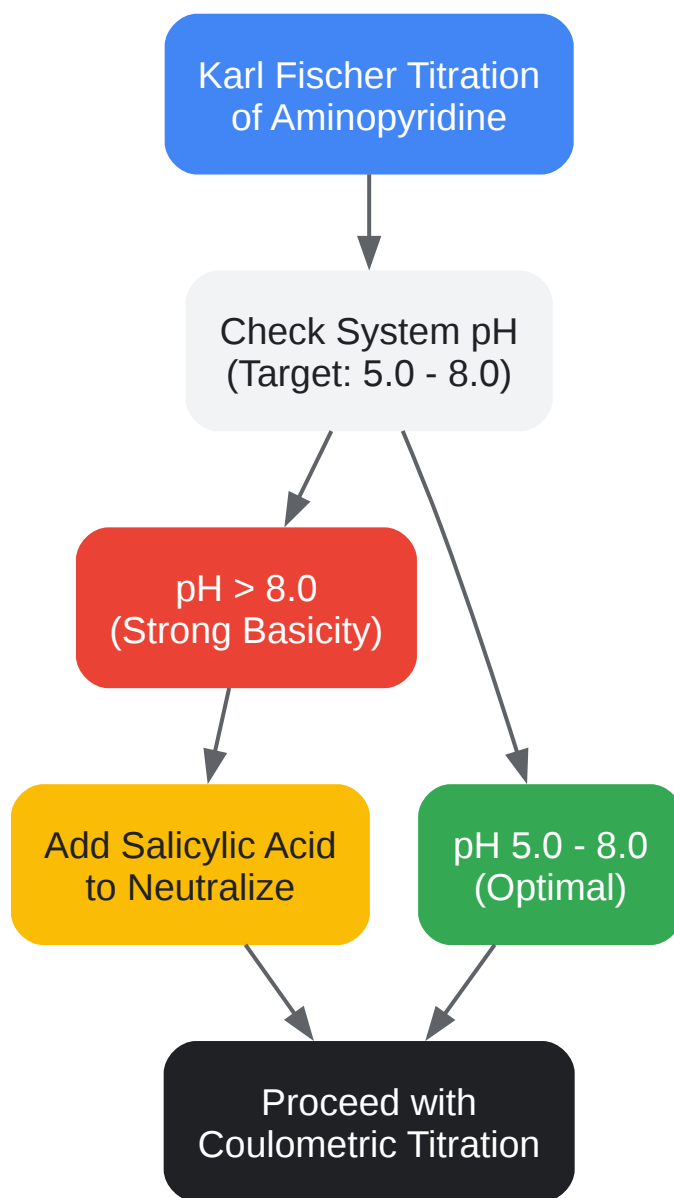 Karl Fischer Titration
of Aminopyridine
Check System pH
(Target: 5.0 - 8.0)
pH > 8.0
(Strong Basicity)
Add Salicylic Acid
to Neutralize
pH 5.0 - 8.0
(Optimal)
Proceed with
Coulometric Titration